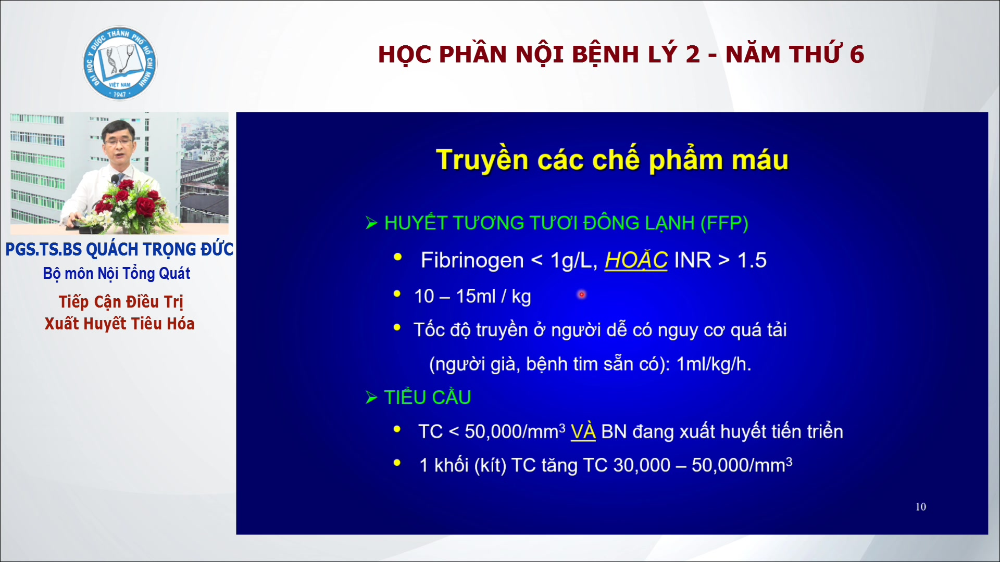 ĐẠI HỌC Y DƯỢC THÀNH PHỐ HỒ CHÍ MINH
VIỆT NAM
1947
HỌC PHẦN NỘI BỆNH LÝ 2 - NĂM THỨ 6
PGS.TS.BS QUÁCH TRỌNG ĐỨC
Bộ môn Nội Tổng Quát
Tiếp Cận Điều Trị
Xuất Huyết Tiêu Hóa
Truyền các chế phẩm máu
➢ HUYẾT TƯƠNG TƯƠI ĐÔNG LẠNH (FFP)
• Fibrinogen < 1g/L, HOẶC INR > 1.5
• 10 – 15ml / kg
• Tốc độ truyền ở người dễ có nguy cơ quá tải
(người già, bệnh tim sẵn có): 1ml/kg/h.
➢ TIỂU CẦU
• TC < 50,000/mm³ VÀ BN đang xuất huyết tiến triển
• 1 khối (kít) TC tăng TC 30,000 – 50,000/mm³
10